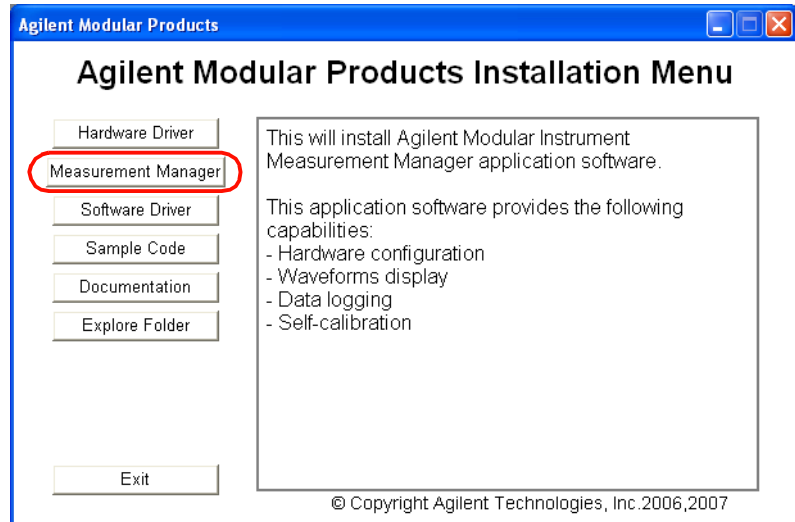 Agilent Modular Products
Agilent Modular Products Installation Menu
Hardware Driver
Measurement Manager
Software Driver
Sample Code
Documentation
Explore Folder
Exit
This will install Agilent Modular Instrument
Measurement Manager application software.
This application software provides the following
capabilities:
- Hardware configuration
- Waveforms display
- Data logging
- Self-calibration
© Copyright Agilent Technologies, Inc.2006,2007